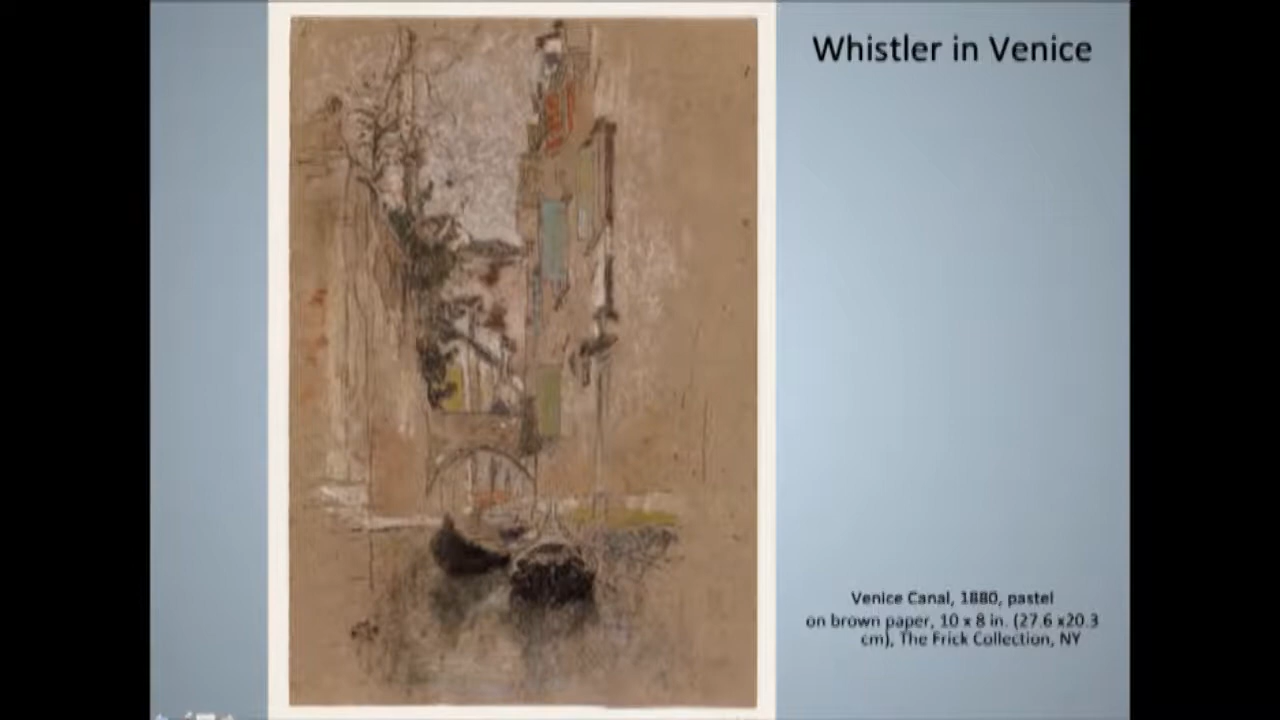 Whistler in Venice
Venice Canal, 1880, pastel
on brown paper, 10 x 8 in. (27.6 x20.3
cm), The Frick Collection, NY